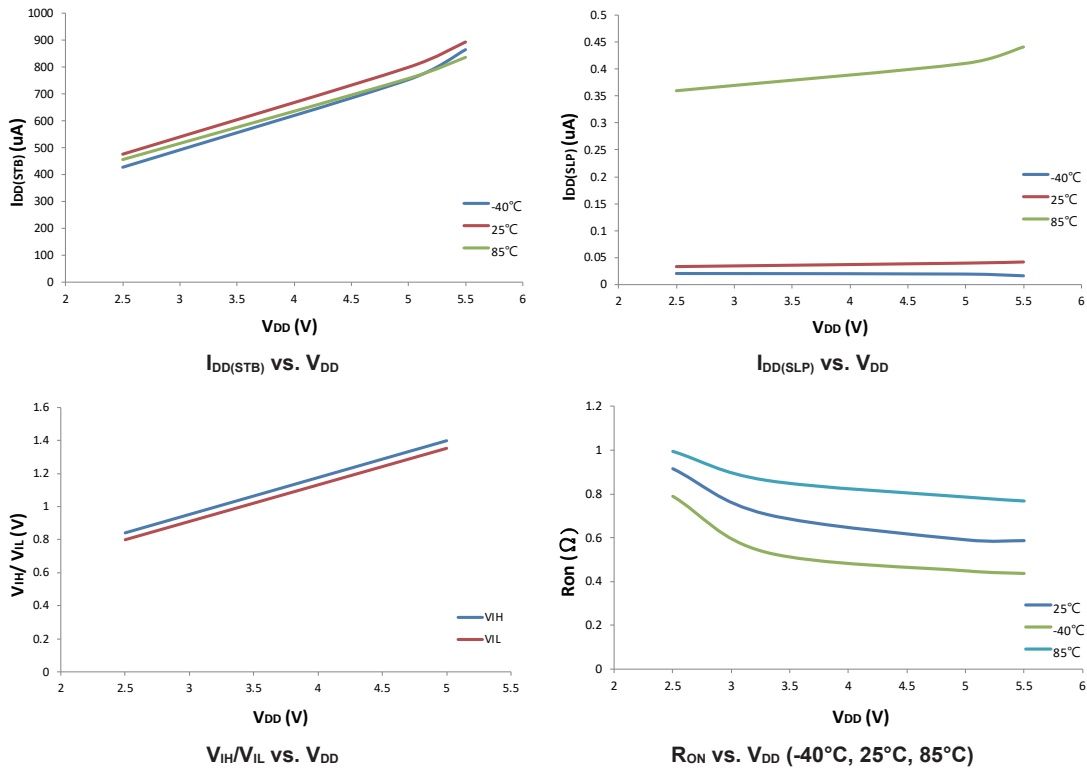 1000
900
800
700
600
500
400
300
200
100
0
IDD(STB) (uA)
-40℃
25℃
85℃
2 2.5 3 3.5 4 4.5 5 5.5 6
VDD (V)
IDD(STB) vs. VDD
0.5
0.45
0.4
0.35
0.3
0.25
0.2
0.15
0.1
0.05
0
IDD(SLP) (uA)
-40℃
25℃
85℃
2 2.5 3 3.5 4 4.5 5 5.5 6
VDD (V)
IDD(SLP) vs. VDD
1.6
1.4
1.2
1
0.8
0.6
0.4
0.2
0
VIH/ VIL (V)
VIH
VIL
2 2.5 3 3.5 4 4.5 5 5.5
VDD (V)
VIH/VIL vs. VDD
1.2
1
0.8
0.6
0.4
0.2
0
Ron (Ω)
25℃
-40℃
85℃
2 2.5 3 3.5 4 4.5 5 5.5 6
VDD (V)
RON vs. VDD (-40°C, 25°C, 85°C)